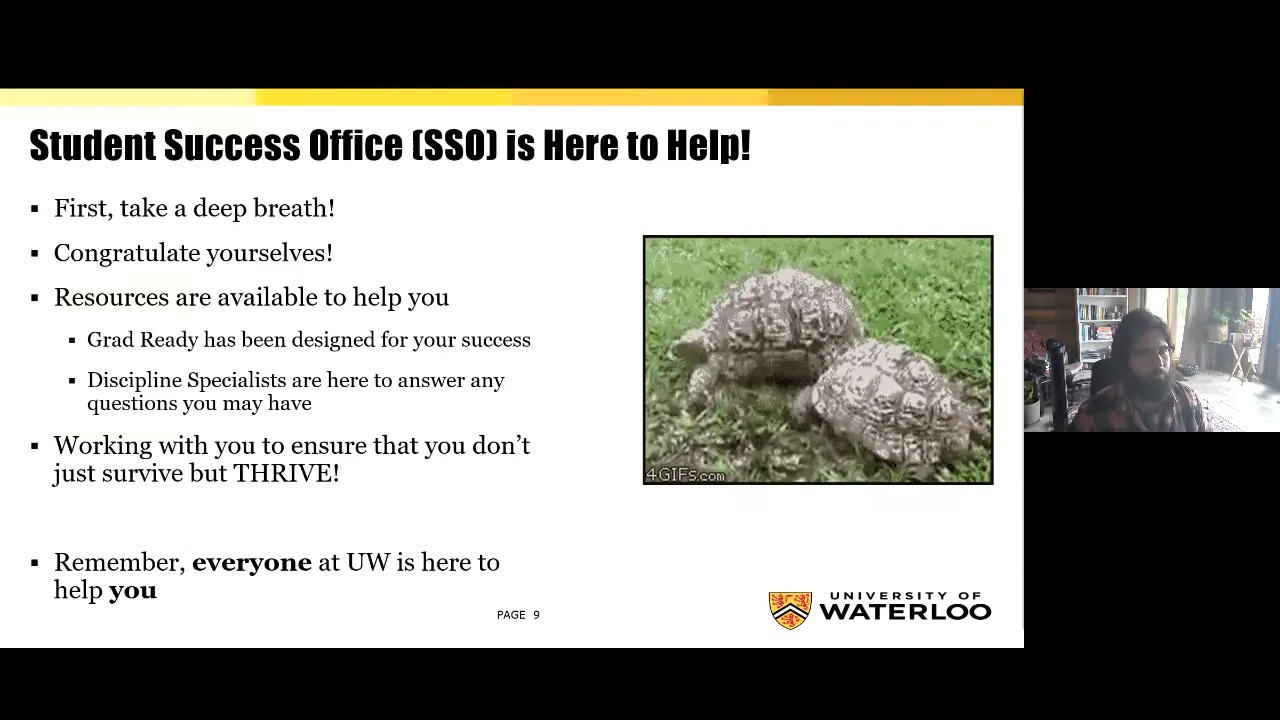 Student Success Office (SSO) is Here to Help!
▪ First, take a deep breath!
▪ Congratulate yourselves!
▪ Resources are available to help you
▪ Grad Ready has been designed for your success
▪ Discipline Specialists are here to answer any
questions you may have
▪ Working with you to ensure that you don’t
just survive but THRIVE!
▪ Remember, everyone at UW is here to
help you
4GIFs.com
PAGE 9
UNIVERSITY OF
WATERLOO